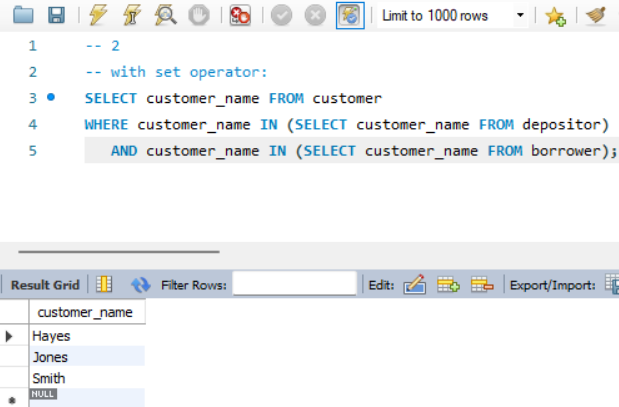 Limit to 1000 rows
1 -- 2
2 -- with set operator:
3 SELECT customer_name FROM customer
4 WHERE customer_name IN (SELECT customer_name FROM depositor)
5 AND customer_name IN (SELECT customer_name FROM borrower);
Result Grid Filter Rows: Edit: Export/Import:
customer_name
Hayes
Jones
Smith
NULL